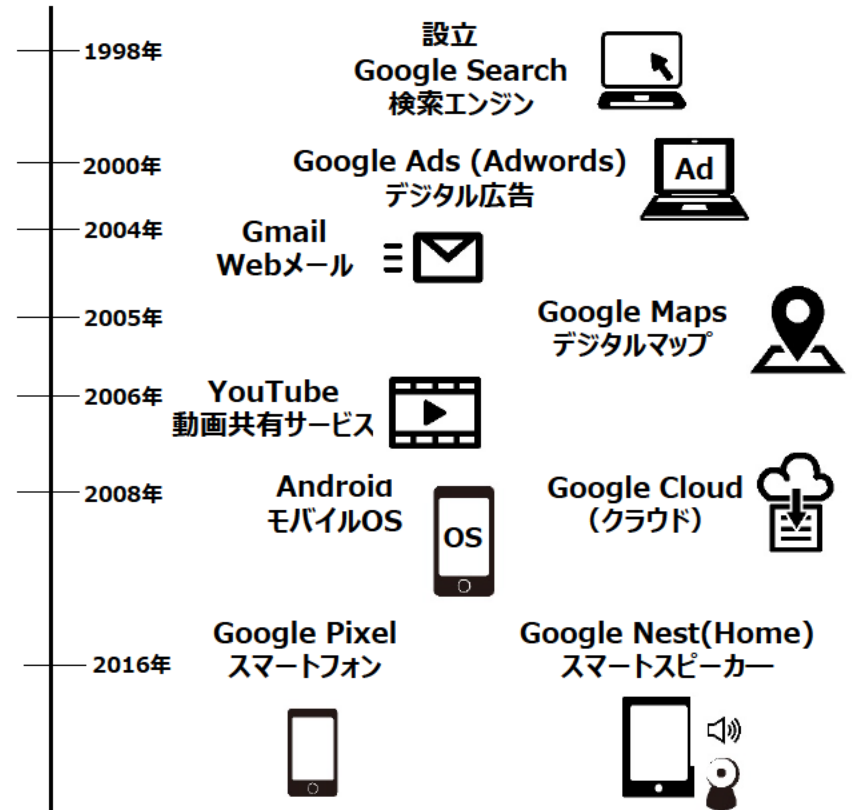 1998年
設立
Google Search
検索エンジン
2000年
Google Ads (Adwords)
デジタル広告
Ad
2004年
Gmail
Webメール
2005年
Google Maps
デジタルマップ
2006年
YouTube
動画共有サービス
2008年
Android
モバイルOS
OS
Google Cloud
（クラウド）
2016年
Google Pixel
スマートフォン
Google Nest(Home)
スマートスピーカー